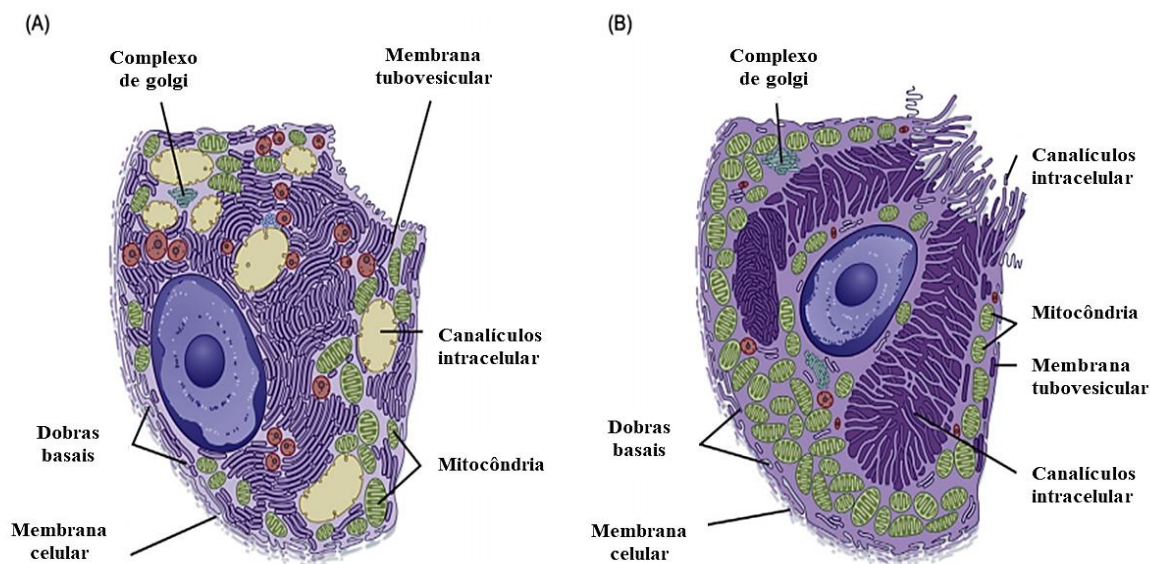 (A)
Complexo
de golgi
Membrana
tubovesicular
Canalículos
intracelular
Dobras
basais
Mitocôndria
Membrana
celular
(B)
Complexo
de golgi
Canalículos
intracelular
Mitocôndria
Membrana
tubovesicular
Dobras
basais
Canalículos
intracelular
Membrana
celular